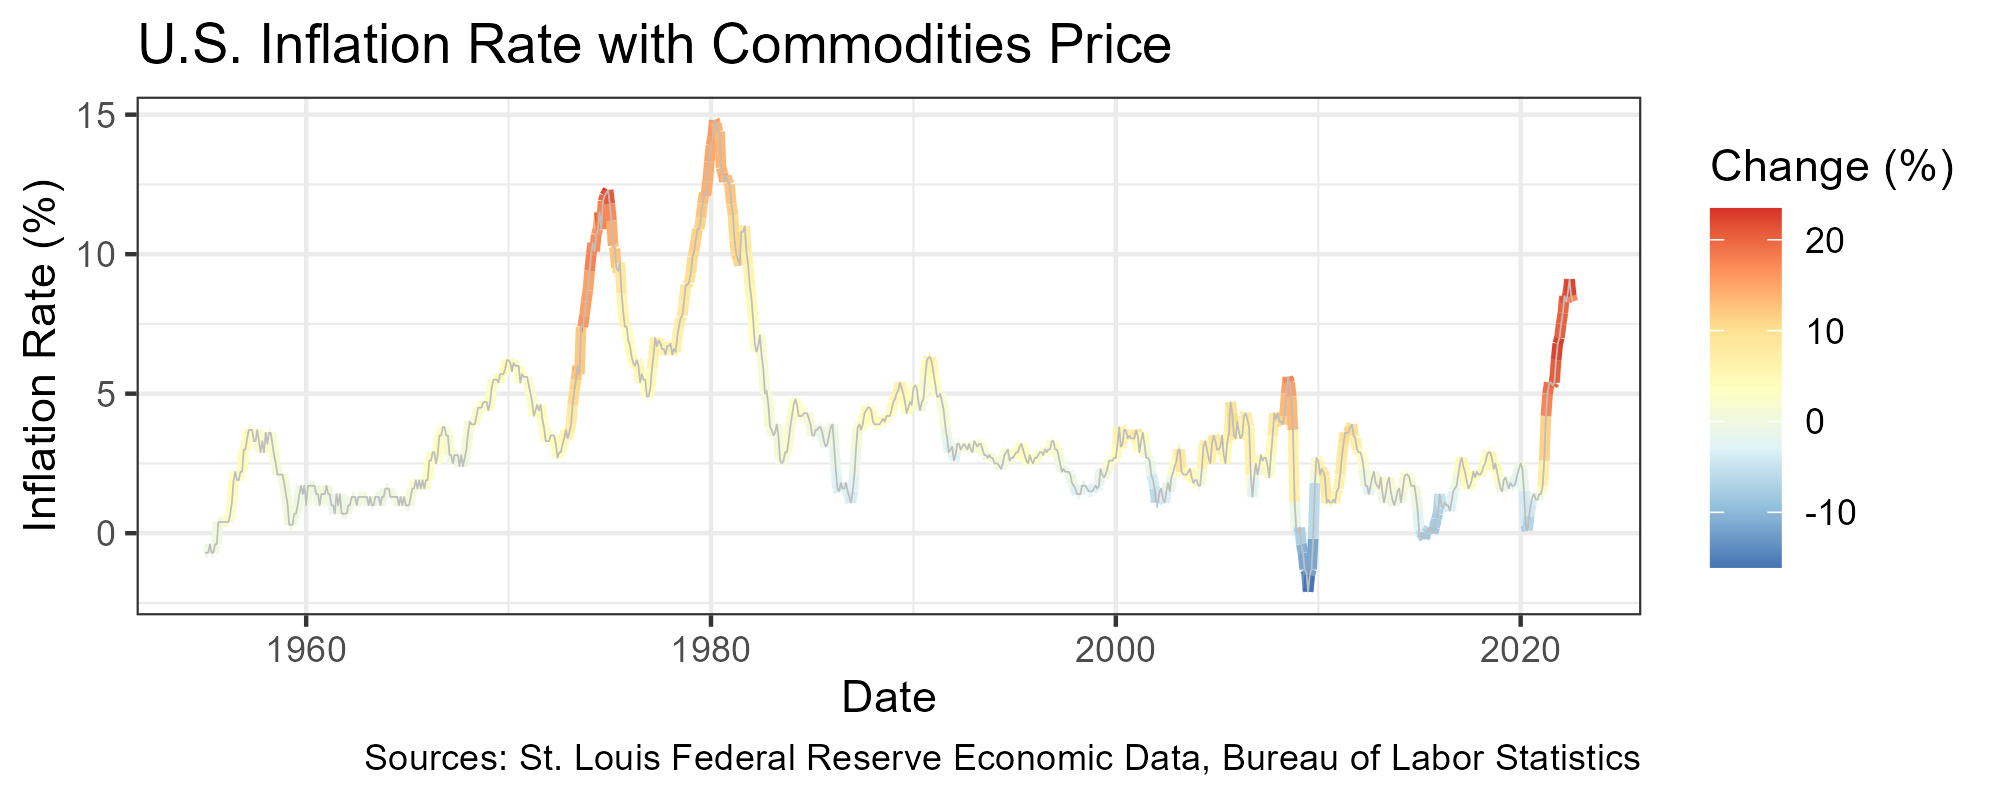 U.S. Inflation Rate with Commodities Price
Inflation Rate (%)
15
10
5
0
1960
1980
2000
2020
Date
Change (%)
20
10
0
-10
Sources: St. Louis Federal Reserve Economic Data, Bureau of Labor Statistics